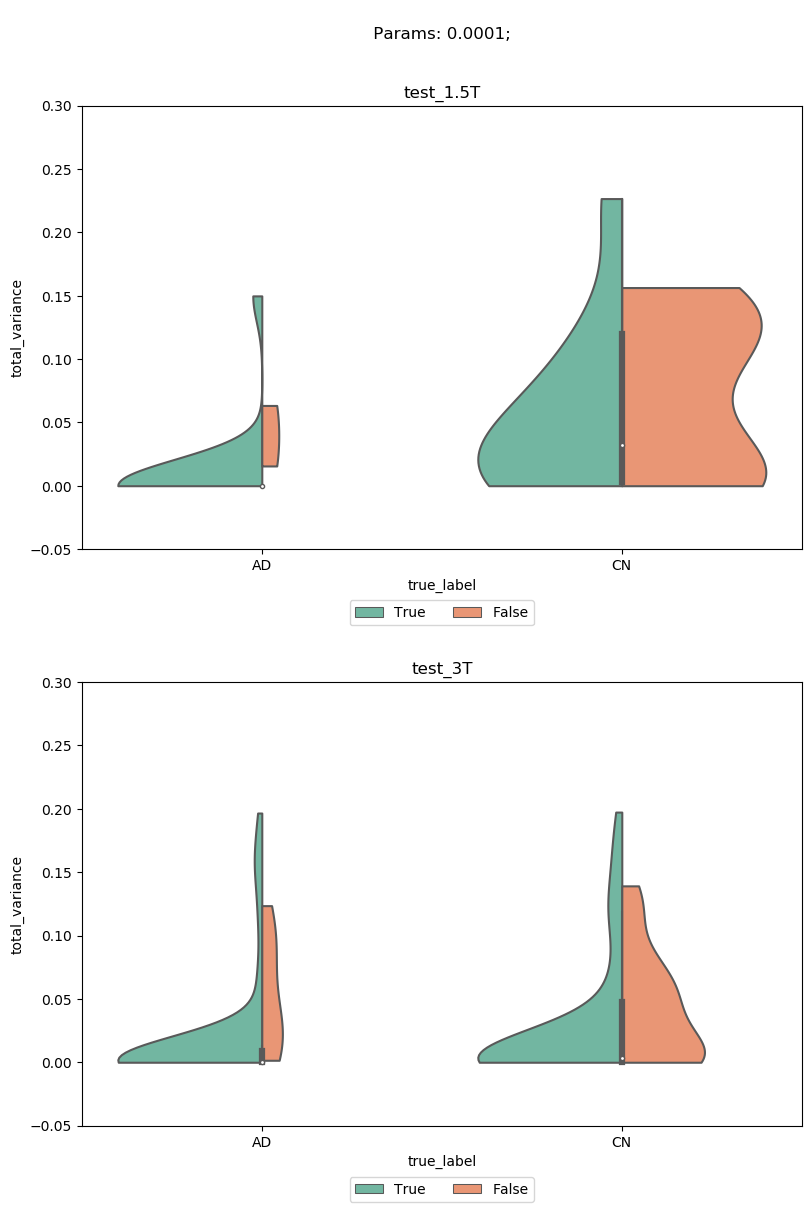 Params: 0.0001;
test_1.5T
0.30
0.25
0.20
0.15
0.10
0.05
0.00
−0.05
total_variance
AD CN
true_label
True False
test_3T
0.30
0.25
0.20
0.15
0.10
0.05
0.00
−0.05
total_variance
AD CN
true_label
True False